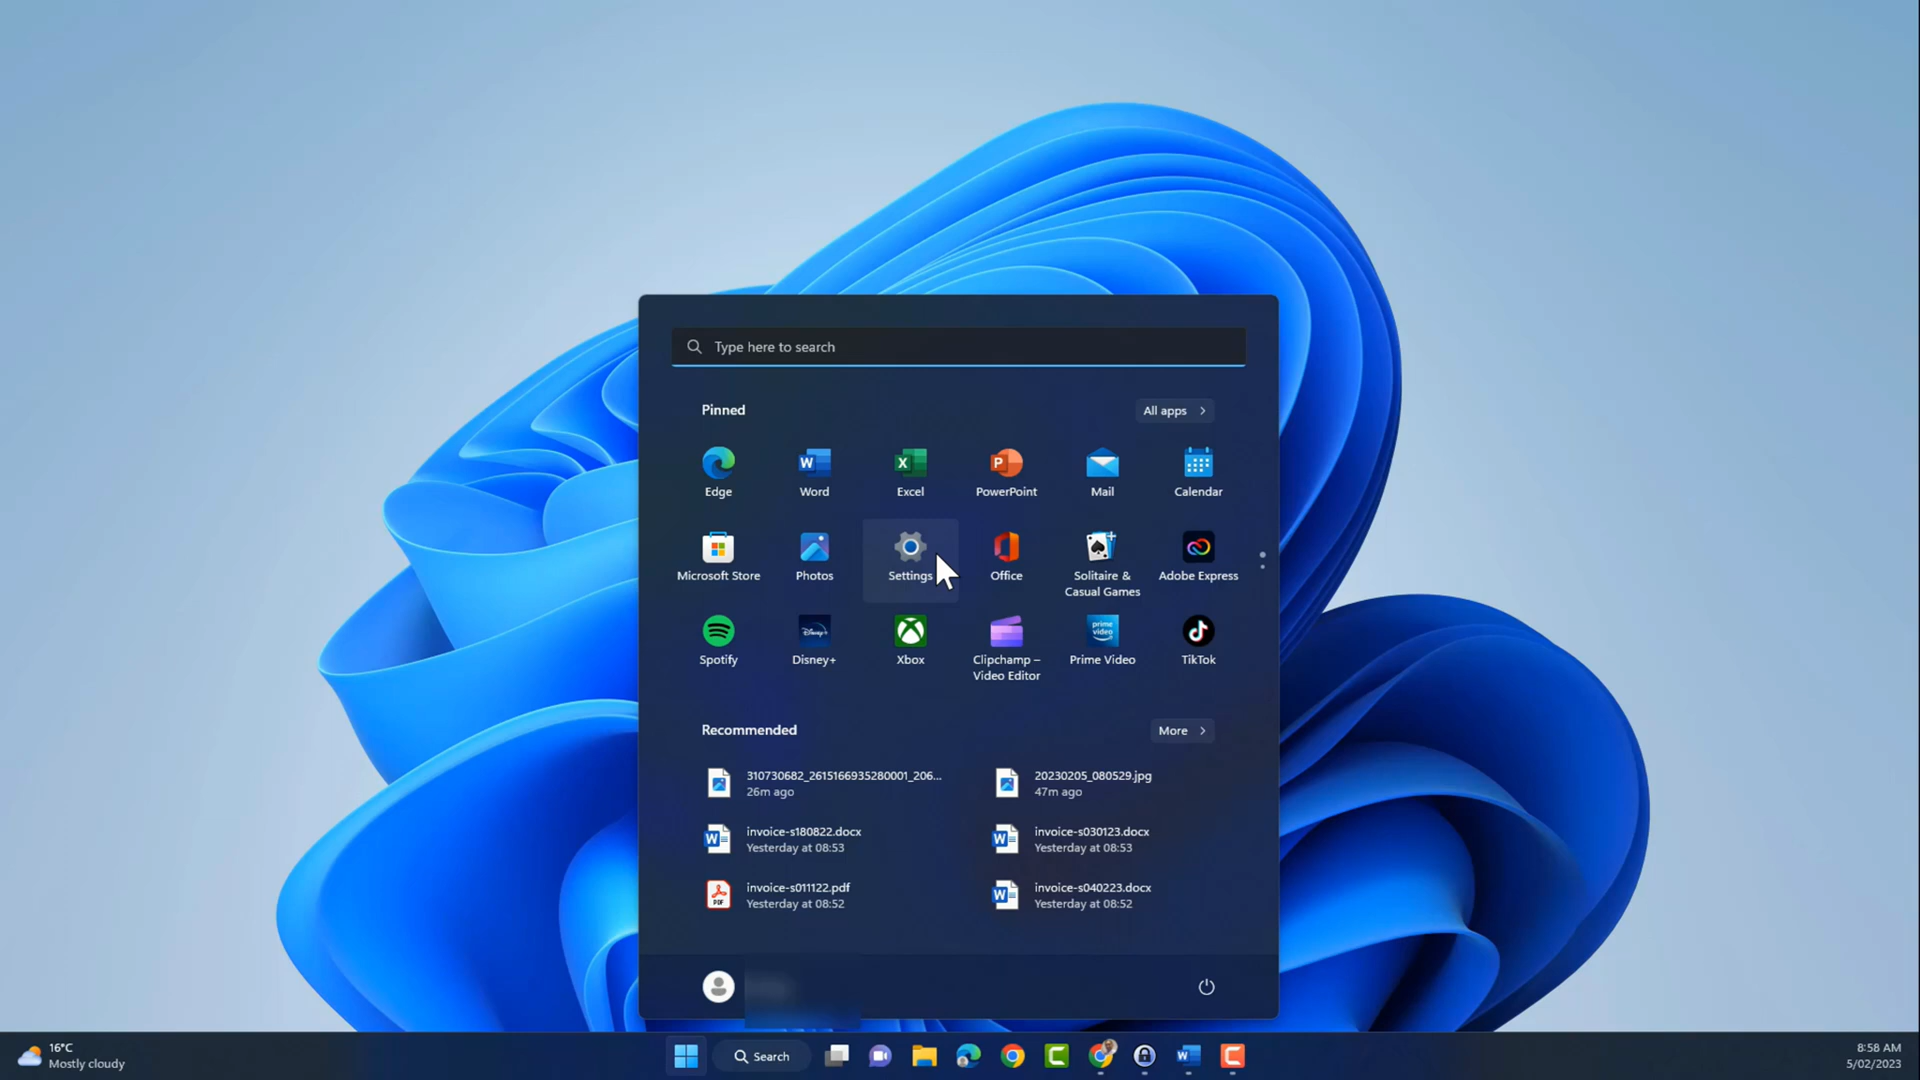 Type here to search
Pinned
All apps
Edge
Word
Excel
PowerPoint
Mail
Calendar
Microsoft Store
Photos
Settings
Office
Solitaire &
Casual Games
Adobe Express
Spotify
Disney+
Xbox
Clipchamp –
Video Editor
prime
video
Prime Video
TikTok
Recommended
More
310730682_2615166935280001_206...
26m ago
20230205_080529.jpg
47m ago
invoice-s180822.docx
Yesterday at 08:53
invoice-s030123.docx
Yesterday at 08:53
PDF
invoice-s011122.pdf
Yesterday at 08:52
invoice-s040223.docx
Yesterday at 08:52
16°C
Mostly cloudy
Search
8:58 AM
5/02/2023